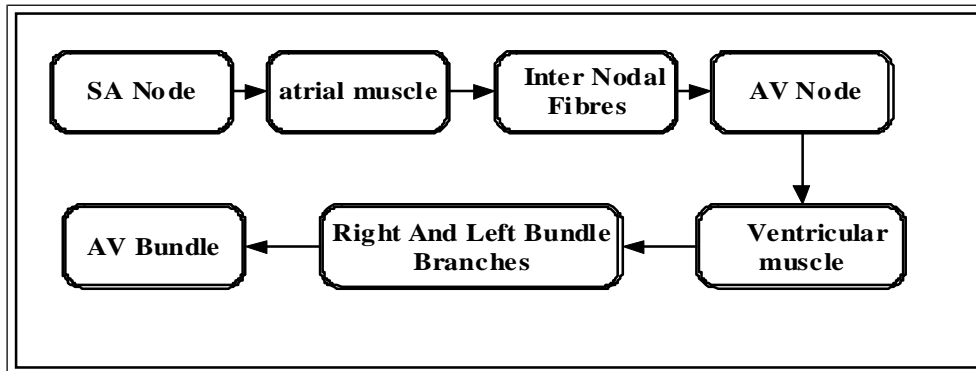 SA Node
atrial muscle
Inter Nodal
Fibres
AV Node
AV Bundle
Right And Left Bundle
Branches
Ventricular
muscle